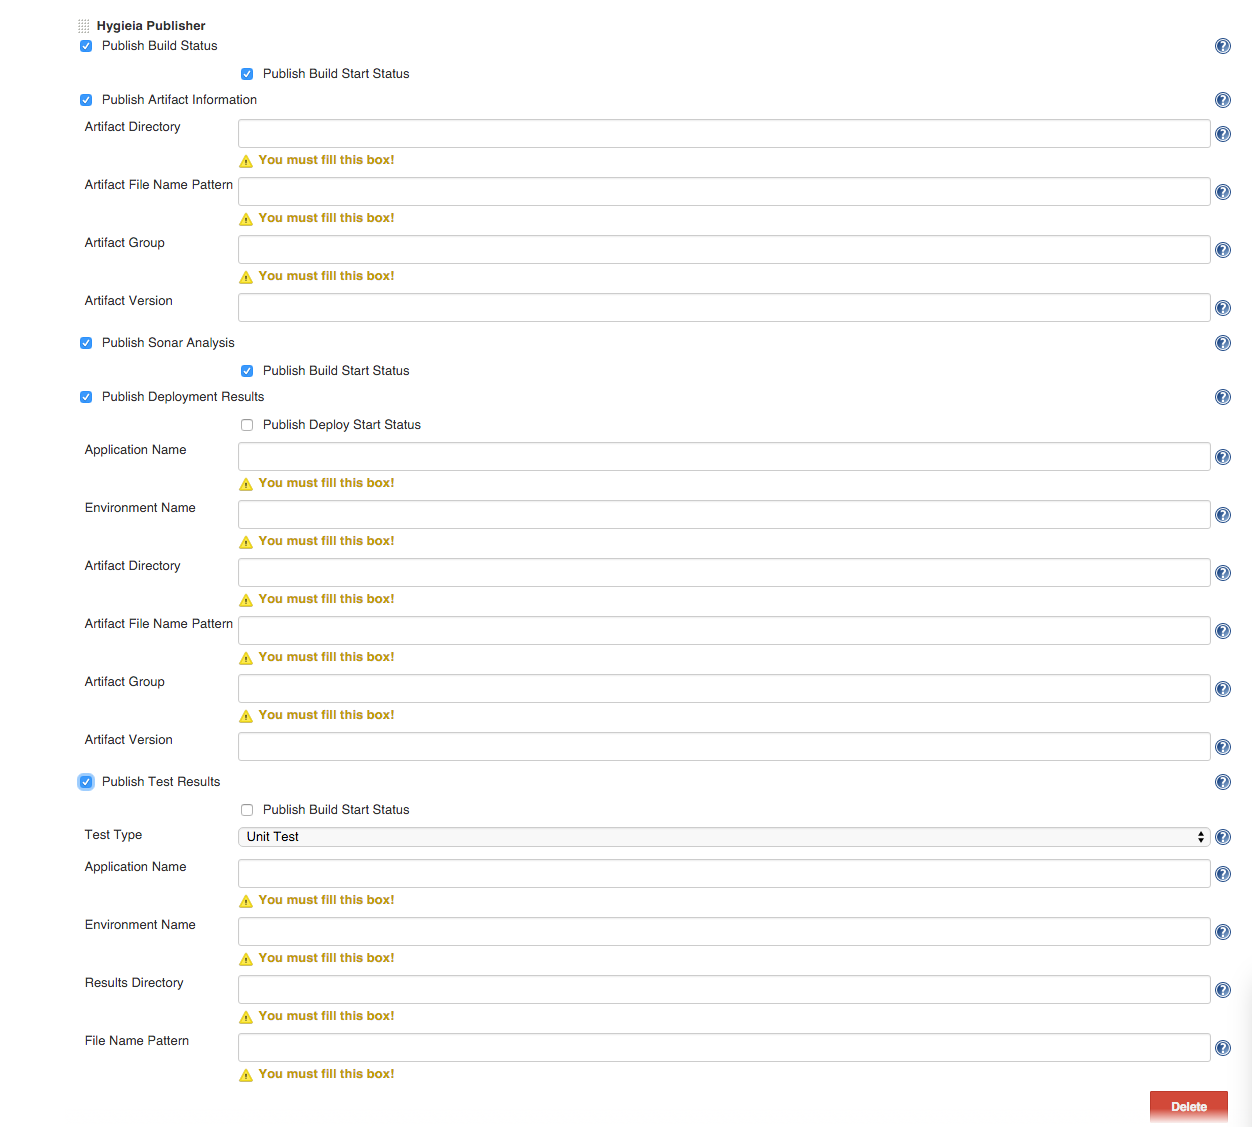 Hygieia Publisher
Publish Build Status
Publish Build Start Status
Publish Artifact Information
Artifact Directory
You must fill this box!
Artifact File Name Pattern
You must fill this box!
Artifact Group
You must fill this box!
Artifact Version
Publish Sonar Analysis
Publish Build Start Status
Publish Deployment Results
Publish Deploy Start Status
Application Name
You must fill this box!
Environment Name
You must fill this box!
Artifact Directory
You must fill this box!
Artifact File Name Pattern
You must fill this box!
Artifact Group
You must fill this box!
Artifact Version
Publish Test Results
Publish Build Start Status
Test Type Unit Test
Application Name
You must fill this box!
Environment Name
You must fill this box!
Results Directory
You must fill this box!
File Name Pattern
You must fill this box!
Delete